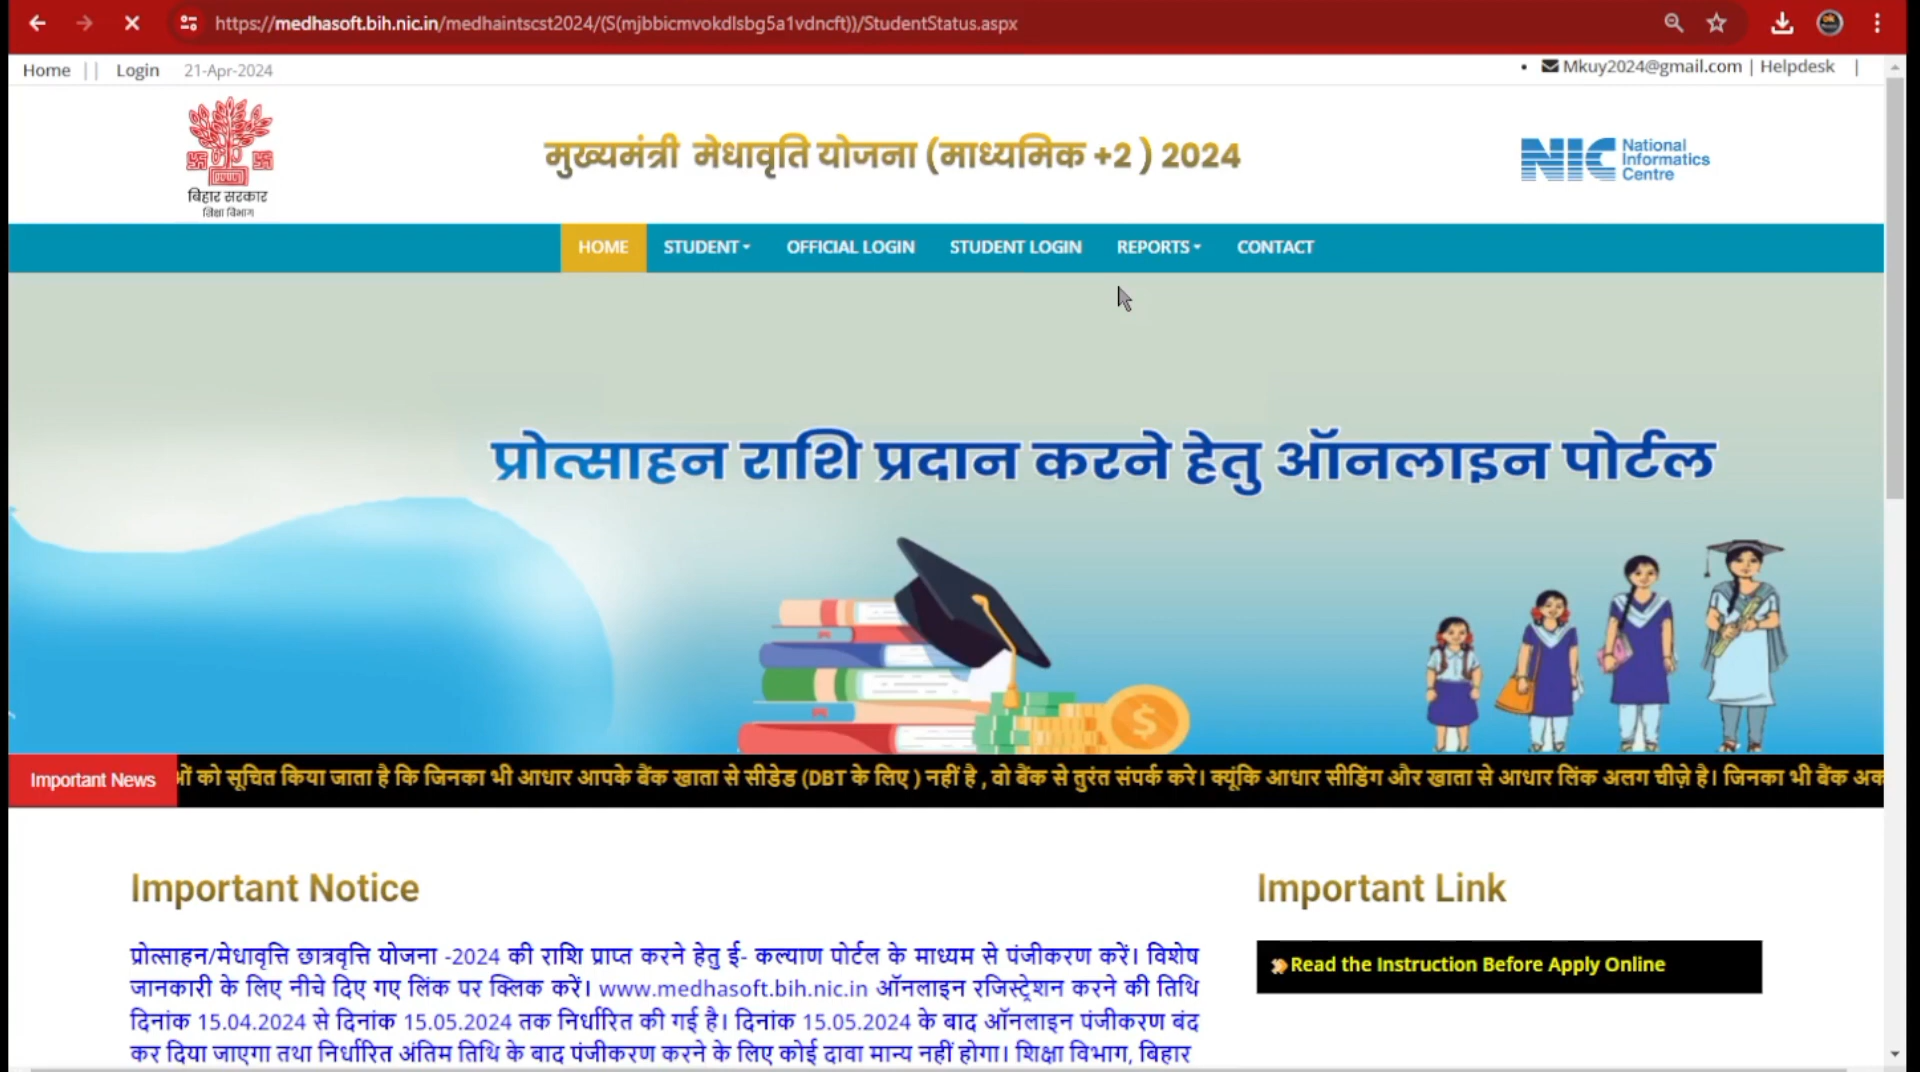 https://medhasoft.bih.nic.in/medhaintscst2024/(S(mjbbicmvokdlsbg5a1vdncft))/StudentStatus.aspx
Home || Login 21-Apr-2024
• Mkuy2024@gmail.com | Helpdesk |
बिहार सरकार
शिक्षा विभाग
मुख्यमंत्री मेधावृति योजना (माध्यमिक +2 ) 2024
NIC National
Informatics
Centre
HOME STUDENT OFFICIAL LOGIN STUDENT LOGIN REPORTS CONTACT
प्रोत्साहन राशि प्रदान करने हेतु ऑनलाइन पोर्टल
Important News
को सूचित किया जाता है कि जिनका भी आधार आपके बैंक खाता से सीडेड (DBT के लिए ) नहीं है , वो बैंक से तुरंत संपर्क करे। क्यूंकि आधार सीडिंग और खाता से आधार लिंक अलग चीज़े है। जिनका भी बैंक
Important Notice
प्रोत्साहन/मेधावृत्ति छात्रवृत्ति योजना -2024 की राशि प्राप्त करने हेतु ई- कल्याण पोर्टल के माध्यम से पंजीकरण करें। विशेष
जानकारी के लिए नीचे दिए गए लिंक पर क्लिक करें। www.medhasoft.bih.nic.in ऑनलाइन रजिस्ट्रेशन करने की तिथि
दिनांक 15.04.2024 से दिनांक 15.05.2024 तक निर्धारित की गई है। दिनांक 15.05.2024 के बाद ऑनलाइन पंजीकरण बंद
कर दिया जाएगा तथा निर्धारित अंतिम तिथि के बाद पंजीकरण करने के लिए कोई दावा मान्य नहीं होगा। शिक्षा विभाग, बिहार
Important Link
Read the Instruction Before Apply Online